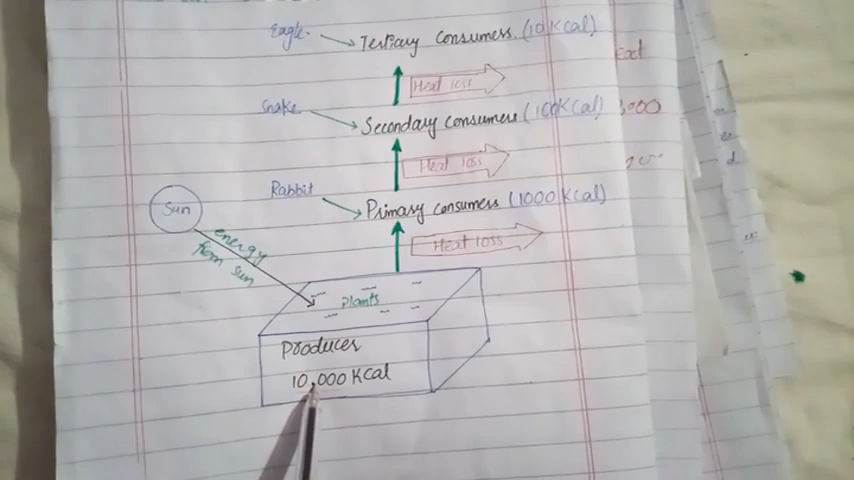 Eagle Tertiary consumers (10 Kcal)
Heat loss
Snake Secondary consumers (100 Kcal)
Heat loss
Rabbit Primary consumers (1000 Kcal)
Sun
energy from sun
Heat loss
Plants
Producer
10,000 Kcal